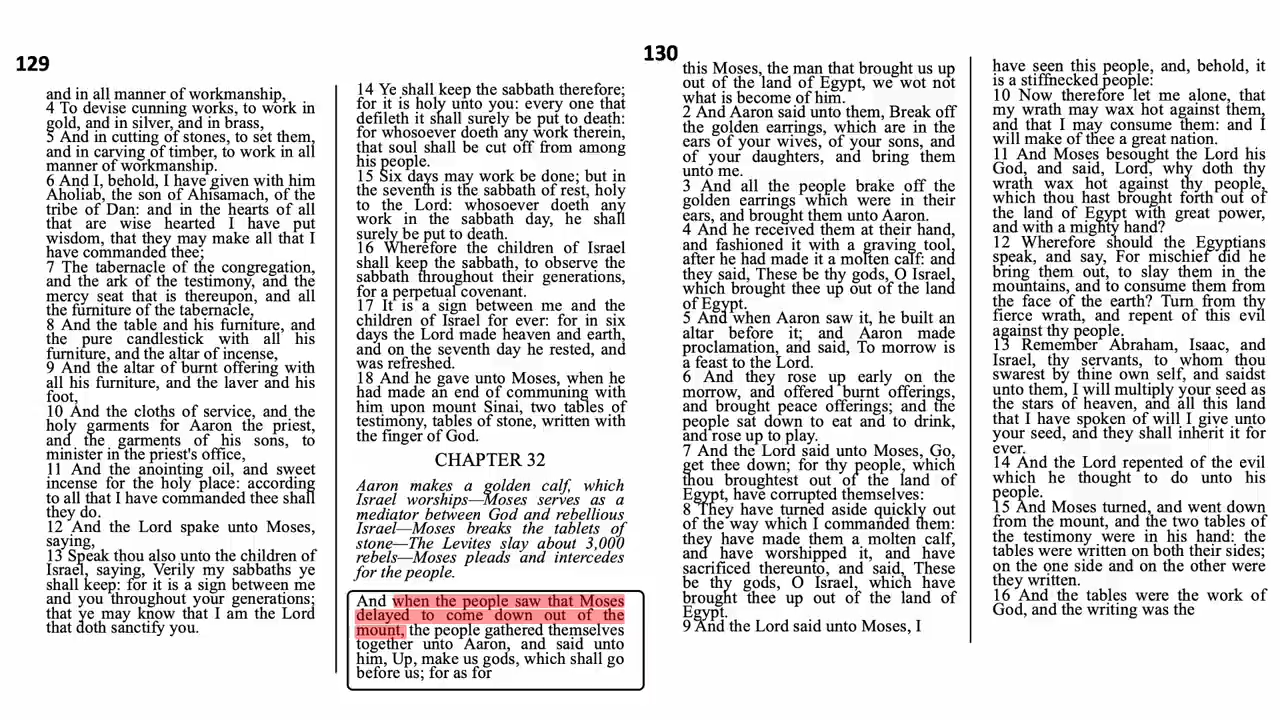 129
and in all manner of workmanship,
4 To devise cunning works, to work in
gold, and in silver, and in brass,
5 And in cutting of stones, to set them,
and in carving of timber, to work in all
manner of workmanship.
6 And I, behold, I have given with him
Aholiab, the son of Ahisamach, of the
tribe of Dan: and in the hearts of all
that are wise hearted I have put
wisdom, that they may make all that I
have commanded thee;
7 The tabernacle of the congregation,
and the ark of the testimony, and the
mercy seat that is thereupon, and all
the furniture of the tabernacle,
8 And the table and his furniture, and
the pure candlestick with all his
furniture, and the altar of incense,
9 And the altar of burnt offering with
all his furniture, and the laver and his
foot,
10 And the cloths of service, and the
holy garments for Aaron the priest,
and the garments of his sons, to
minister in the priest's office,
11 And the anointing oil, and sweet
incense for the holy place: according
to all that I have commanded thee shall
they do.
12 And the Lord spake unto Moses,
saying,
13 Speak thou also unto the children of
Israel, saying, Verily my sabbaths ye
shall keep: for it is a sign between me
and you throughout your generations;
that ye may know that I am the Lord
that doth sanctify you.
14 Ye shall keep the sabbath therefore;
for it is holy unto you: every one that
defileth it shall surely be put to death:
for whosoever doeth any work therein,
that soul shall be cut off from among
his people.
15 Six days may work be done; but in
the seventh is the sabbath of rest, holy
to the Lord: whosoever doeth any
work in the sabbath day, he shall
surely be put to death.
16 Wherefore the children of Israel
shall keep the sabbath, to observe the
sabbath throughout their generations,
for a perpetual covenant.
17 It is a sign between me and the
children of Israel for ever: for in six
days the Lord made heaven and earth,
and on the seventh day he rested, and
was refreshed.
18 And he gave unto Moses, when he
had made an end of communing with
him upon mount Sinai, two tables of
testimony, tables of stone, written with
the finger of God.
CHAPTER 32
Aaron makes a golden calf, which
Israel worships—Moses serves as a
mediator between God and rebellious
Israel—Moses breaks the tablets of
stone—The Levites slay about 3,000
rebels—Moses pleads and intercedes
for the people.
And when the people saw that Moses
delayed to come down out of the
mount, the people gathered themselves
together unto Aaron, and said unto
him, Up, make us gods, which shall go
before us; for as for
130
this Moses, the man that brought us up
out of the land of Egypt, we wot not
what is become of him.
2 And Aaron said unto them, Break off
the golden earrings, which are in the
ears of your wives, of your sons, and
of your daughters, and bring them
unto me.
3 And all the people brake off the
golden earrings which were in their
ears, and brought them unto Aaron.
4 And he received them at their hand,
and fashioned it with a graving tool,
after he had made it a molten calf: and
they said, These be thy gods, O Israel,
which brought thee up out of the land
of Egypt.
5 And when Aaron saw it, he built an
altar before it; and Aaron made
proclamation, and said, To morrow is
a feast to the Lord.
6 And they rose up early on the
morrow, and offered burnt offerings,
and brought peace offerings; and the
people sat down to eat and to drink,
and rose up to play.
7 And the Lord said unto Moses, Go,
get thee down; for thy people, which
thou broughtest out of the land of
Egypt, have corrupted themselves:
8 They have turned aside quickly out
of the way which I commanded them:
they have made them a molten calf,
and have worshipped it, and have
sacrificed thereunto, and said, These
be thy gods, O Israel, which have
brought thee up out of the land of
Egypt.
9 And the Lord said unto Moses, I
have seen this people, and, behold, it
is a stiffnecked people:
10 Now therefore let me alone, that
my wrath may wax hot against them,
and that I may consume them: and I
will make of thee a great nation.
11 And Moses besought the Lord his
God, and said, Lord, why doth thy
wrath wax hot against thy people,
which thou hast brought forth out of
the land of Egypt with great power,
and with a mighty hand?
12 Wherefore should the Egyptians
speak, and say, For mischief did he
bring them out, to slay them in the
mountains, and to consume them from
the face of the earth? Turn from thy
fierce wrath, and repent of this evil
against thy people.
13 Remember Abraham, Isaac, and
Israel, thy servants, to whom thou
swarest by thine own self, and saidst
unto them, I will multiply your seed as
the stars of heaven, and all this land
that I have spoken of will I give unto
your seed, and they shall inherit it for
ever.
14 And the Lord repented of the evil
which he thought to do unto his
people.
15 And Moses turned, and went down
from the mount, and the two tables of
the testimony were in his hand: the
tables were written on both their sides;
on the one side and on the other were
they written.
16 And the tables were the work of
God, and the writing was the